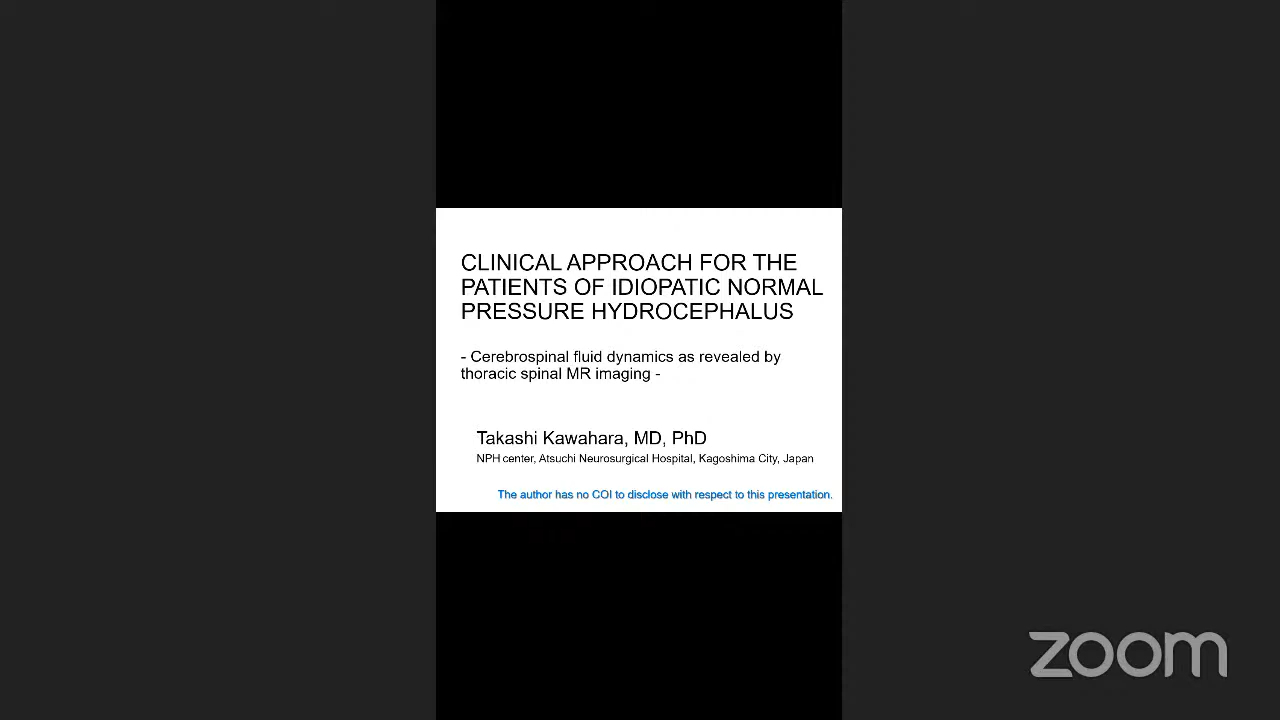 CLINICAL APPROACH FOR THE
PATIENTS OF IDIOPATIC NORMAL
PRESSURE HYDROCEPHALUS
- Cerebrospinal fluid dynamics as revealed by
thoracic spinal MR imaging -
Takashi Kawahara, MD, PhD
NPH center, Atsuchi Neurosurgical Hospital, Kagoshima City, Japan
The author has no COI to disclose with respect to this presentation.
zoom